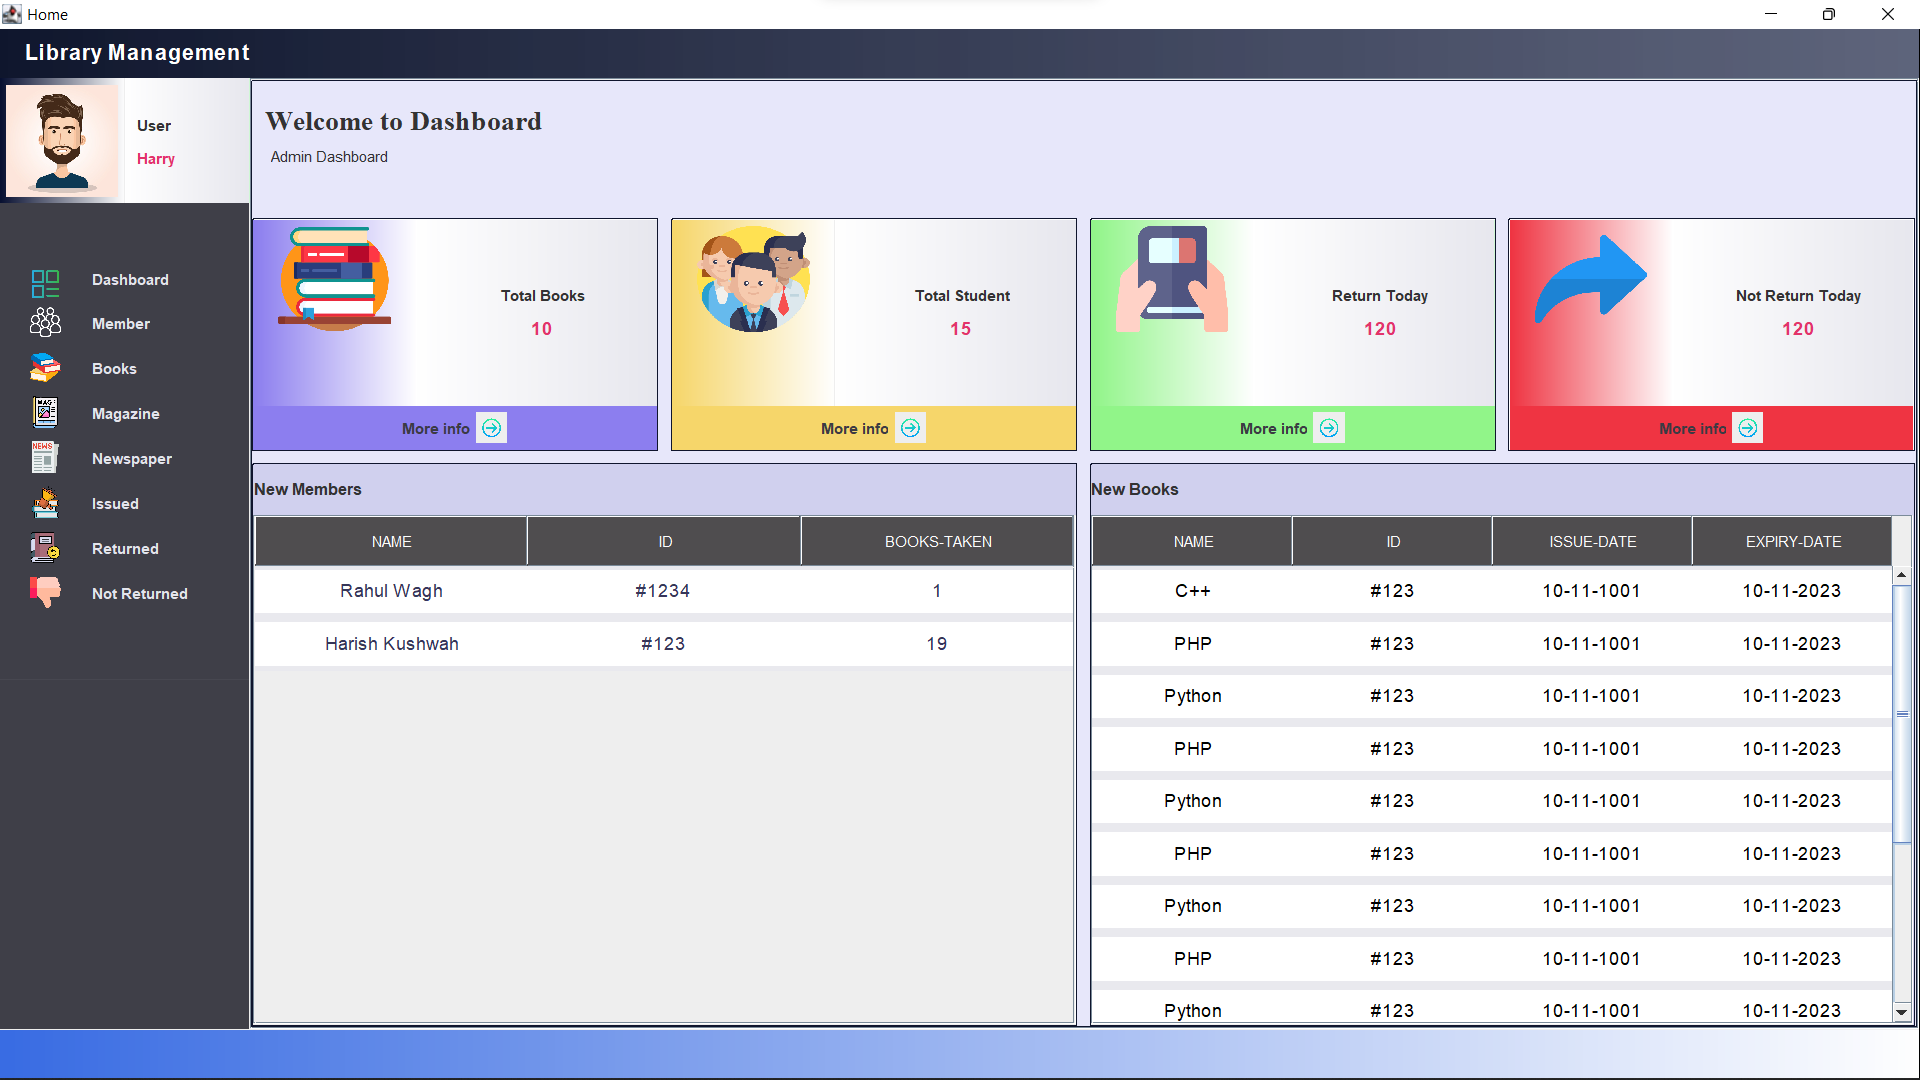 Home
Library Management
User
Harry
Dashboard
Member
Books
Magazine
Newspaper
Issued
Returned
Not Returned
Welcome to Dashboard
Admin Dashboard
Total Books
10
More info
Total Student
15
More info
Return Today
120
More info
Not Return Today
120
More info
New Members
NAME ID BOOKS-TAKEN
Rahul Wagh #1234 1
Harish Kushwah #123 19
New Books
NAME ID ISSUE-DATE EXPIRY-DATE
C++ #123 10-11-1001 10-11-2023
PHP #123 10-11-1001 10-11-2023
Python #123 10-11-1001 10-11-2023
PHP #123 10-11-1001 10-11-2023
Python #123 10-11-1001 10-11-2023
PHP #123 10-11-1001 10-11-2023
Python #123 10-11-1001 10-11-2023
PHP #123 10-11-1001 10-11-2023
Python #123 10-11-1001 10-11-2023